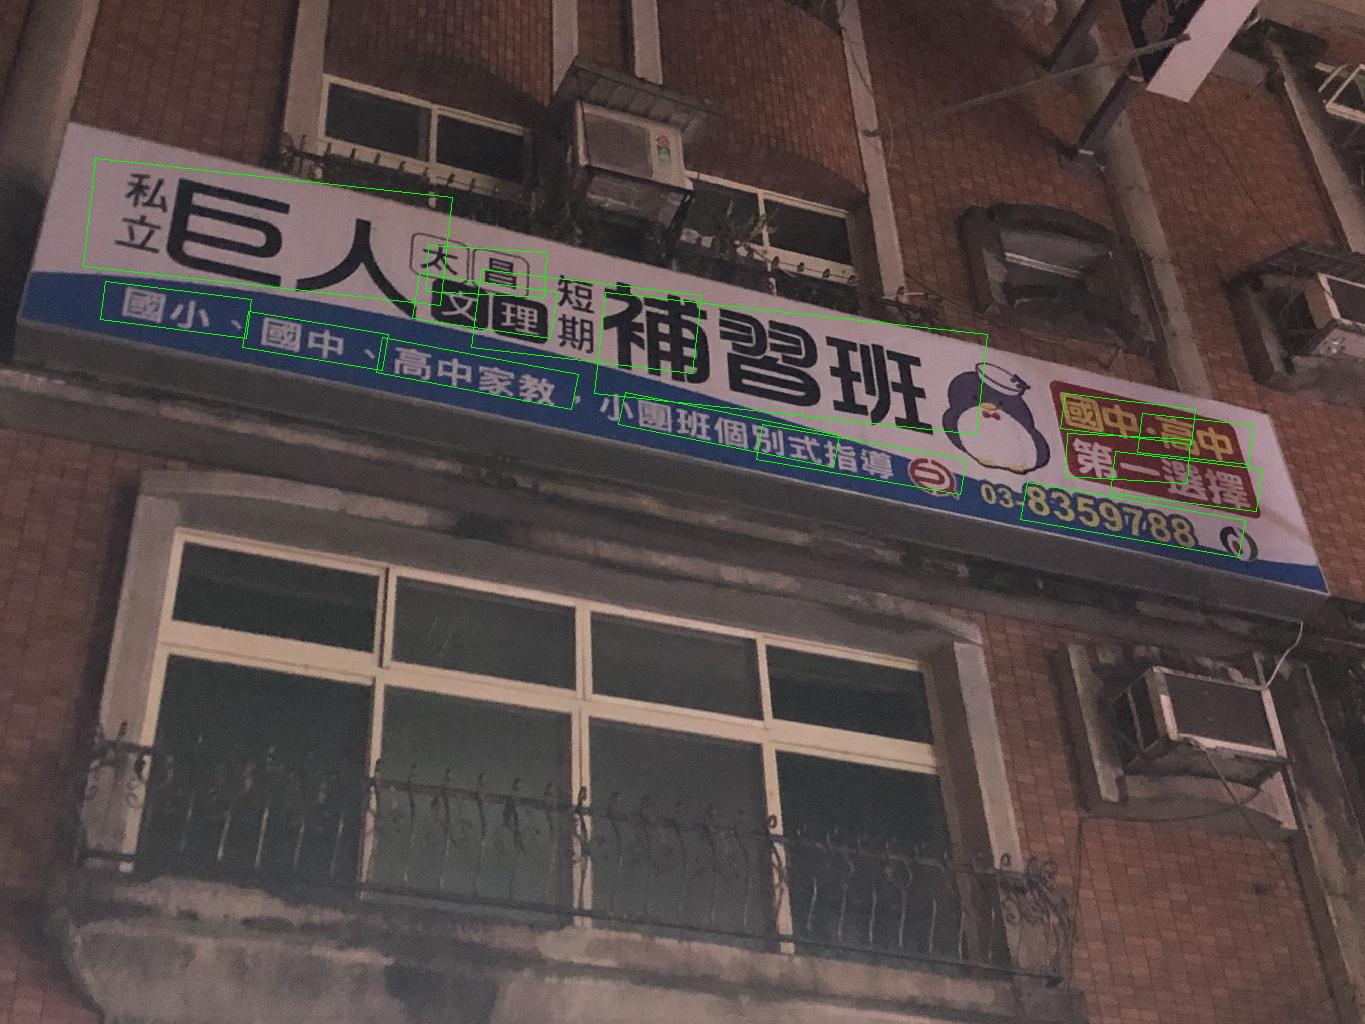 私立 巨人 太昌 文理 短期 補習班
國小、國中、高中家教，小團班個別式指導
國中·高中
第一選擇
03-8359788